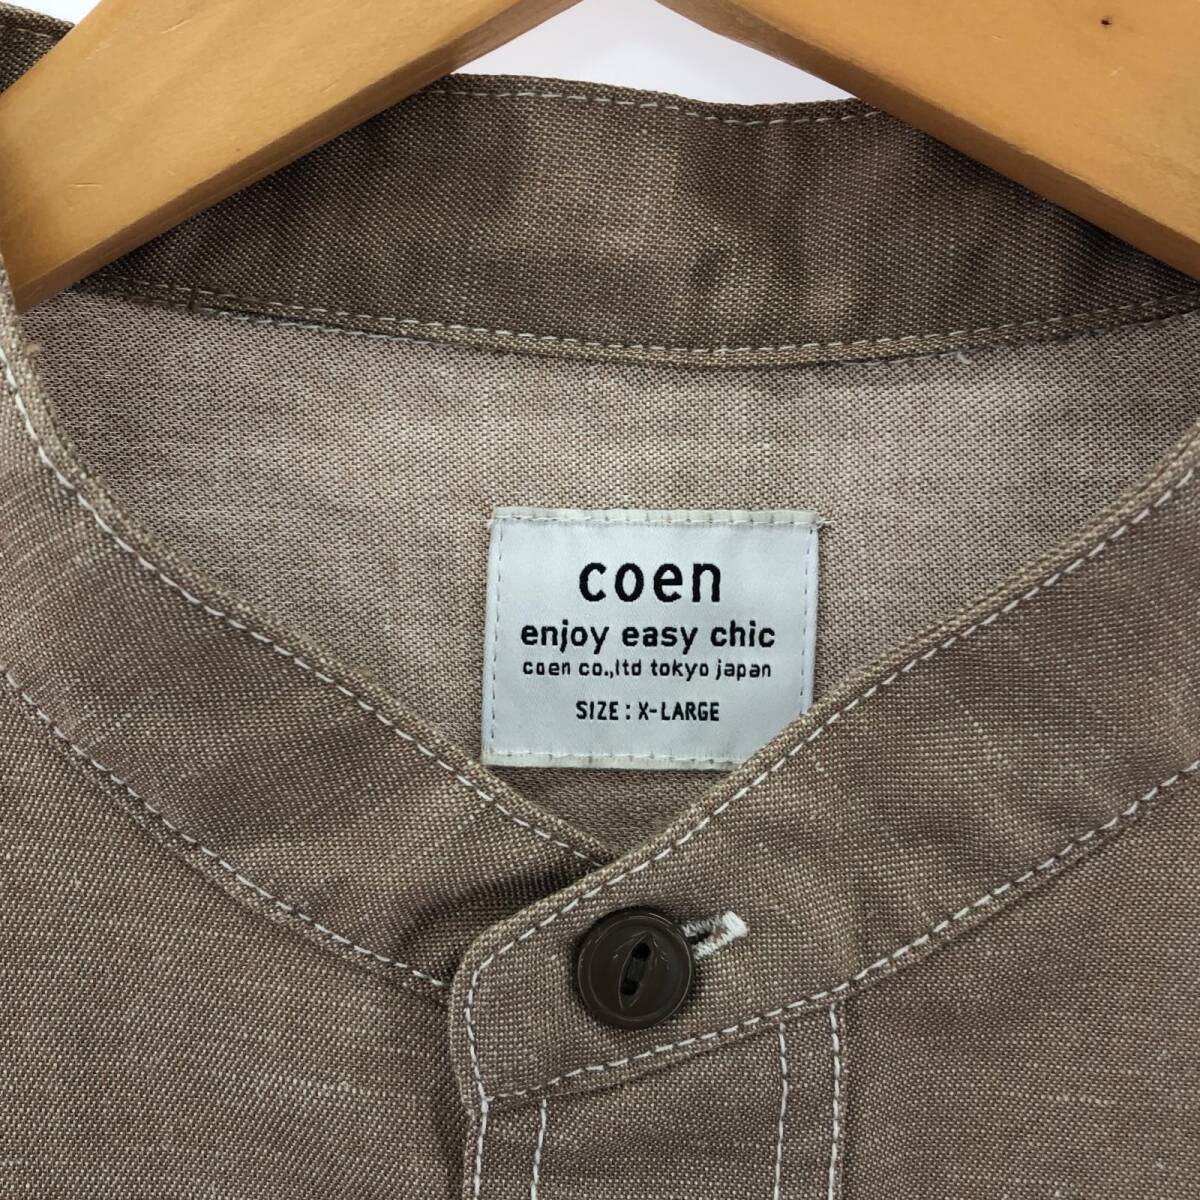 coen
enjoy easy chic
coen co.,ltd tokyo japan
SIZE : X-LARGE